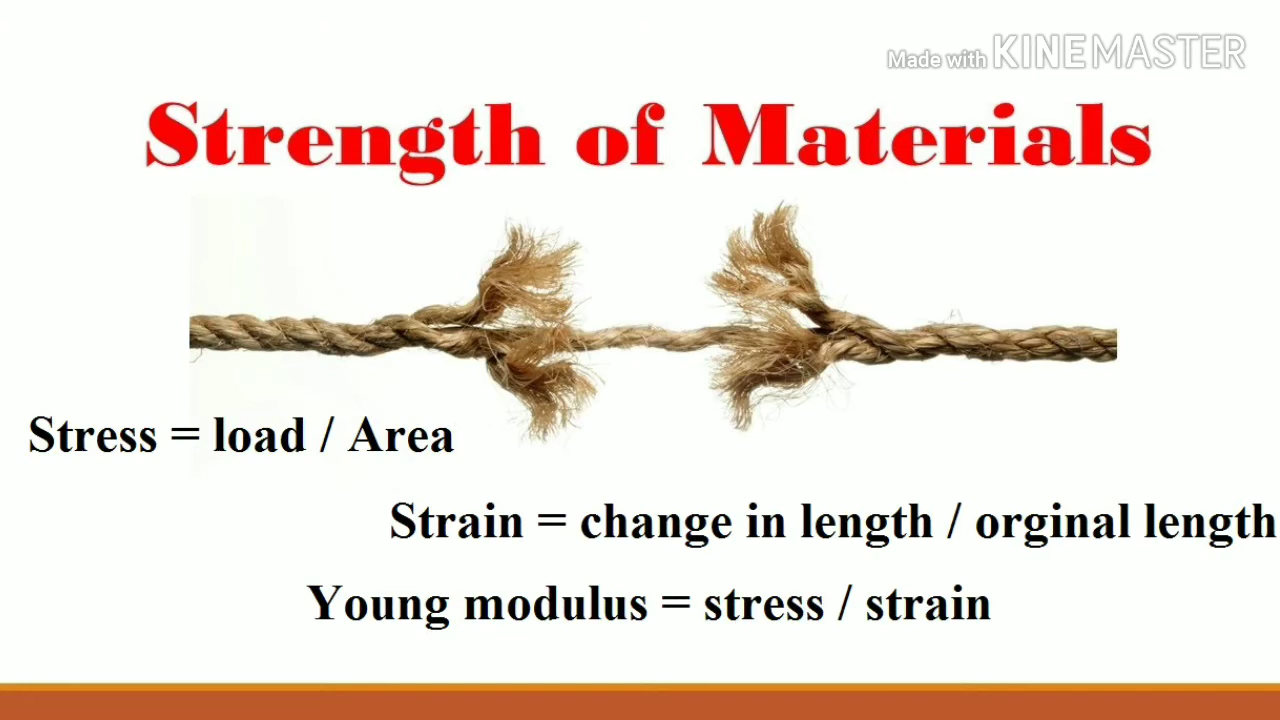 Made with KINEMASTER
Strength of Materials
Stress = load / Area
Strain = change in length / orginal length
Young modulus = stress / strain